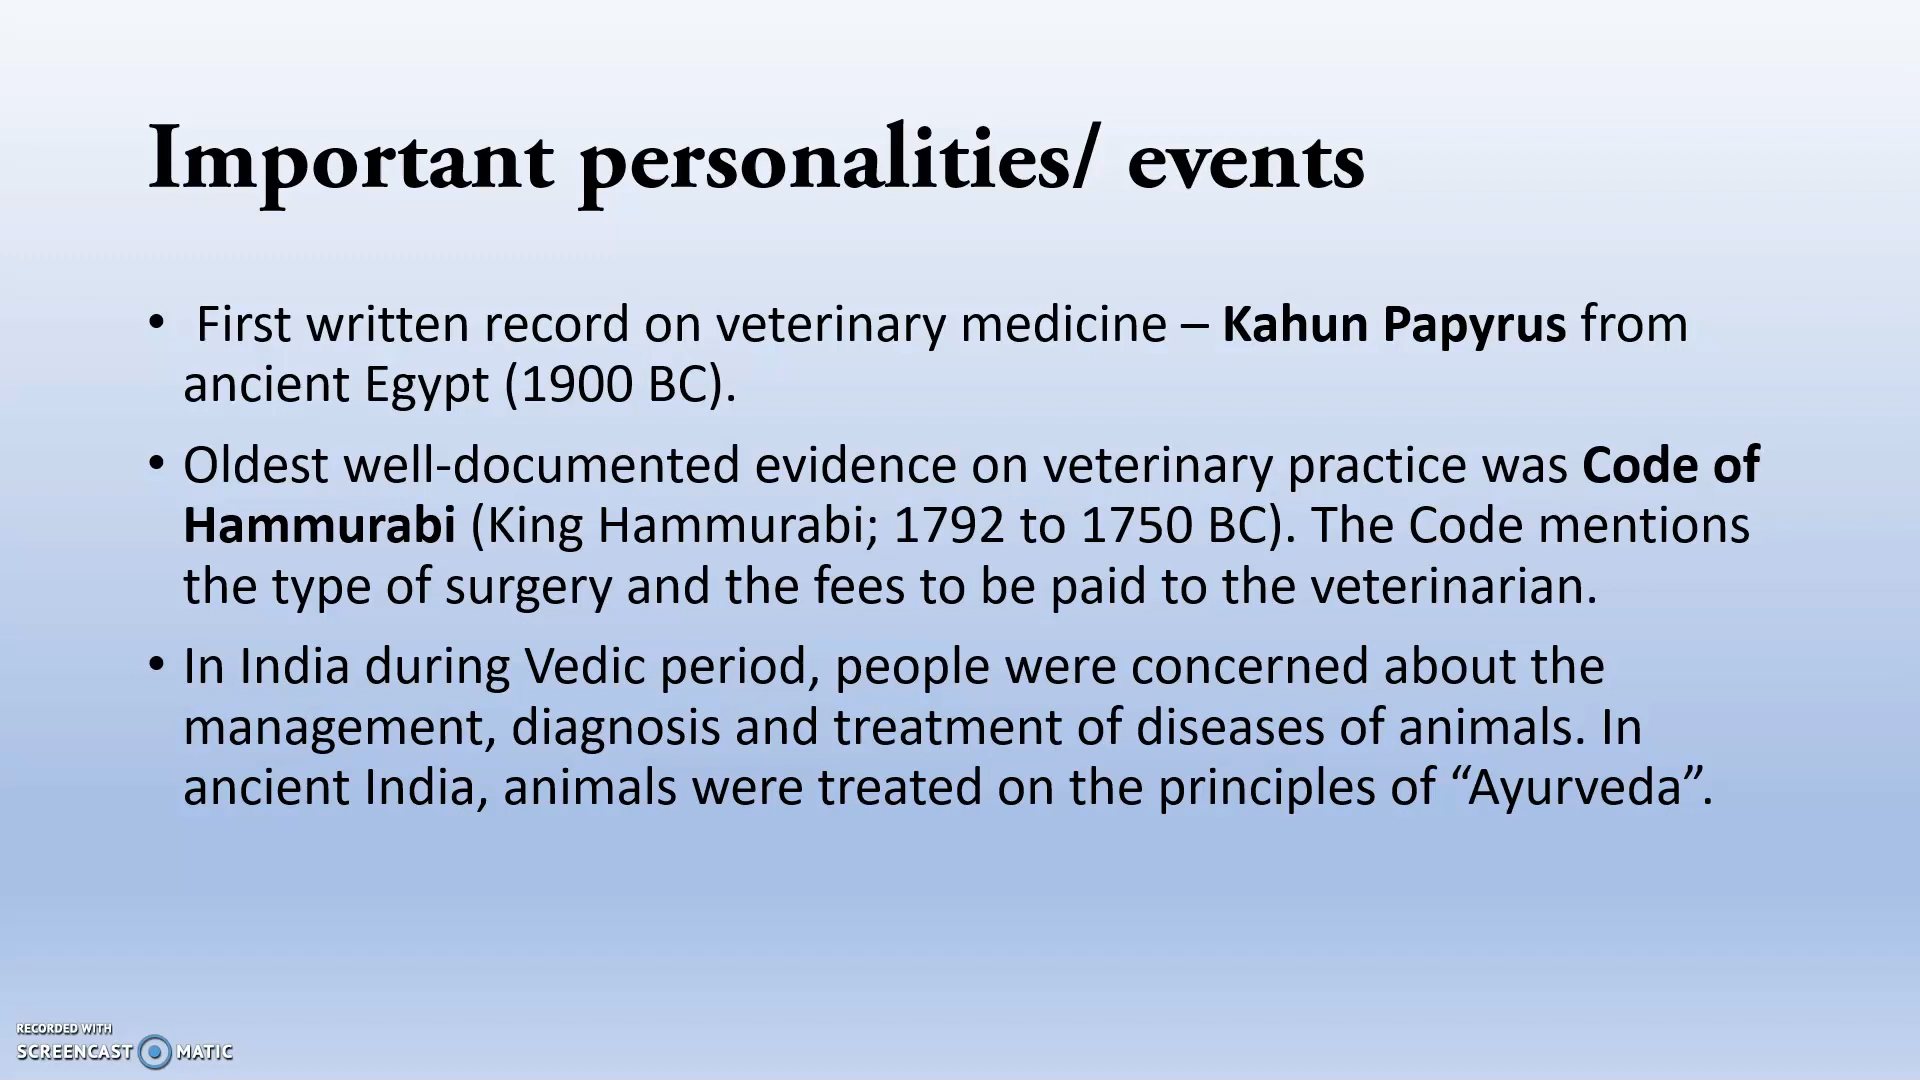 Important personalities/ events
• First written record on veterinary medicine – Kahun Papyrus from
ancient Egypt (1900 BC).
• Oldest well-documented evidence on veterinary practice was Code of
Hammurabi (King Hammurabi; 1792 to 1750 BC). The Code mentions
the type of surgery and the fees to be paid to the veterinarian.
• In India during Vedic period, people were concerned about the
management, diagnosis and treatment of diseases of animals. In
ancient India, animals were treated on the principles of “Ayurveda”.
RECORDED WITH
SCREENCAST MATIC